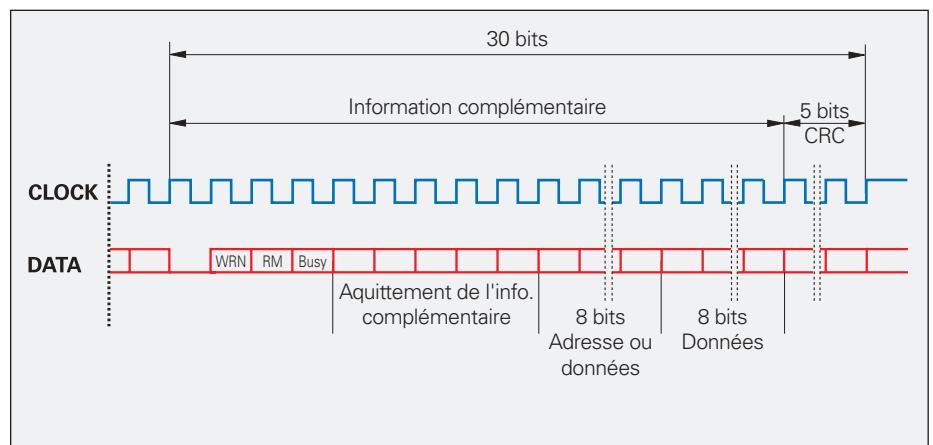 30 bits
Information complémentaire
5 bits
CRC
CLOCK
DATA
WRN RM Busy
Aquittement de l'info.
complémentaire
8 bits
Adresse ou
données
8 bits
Données